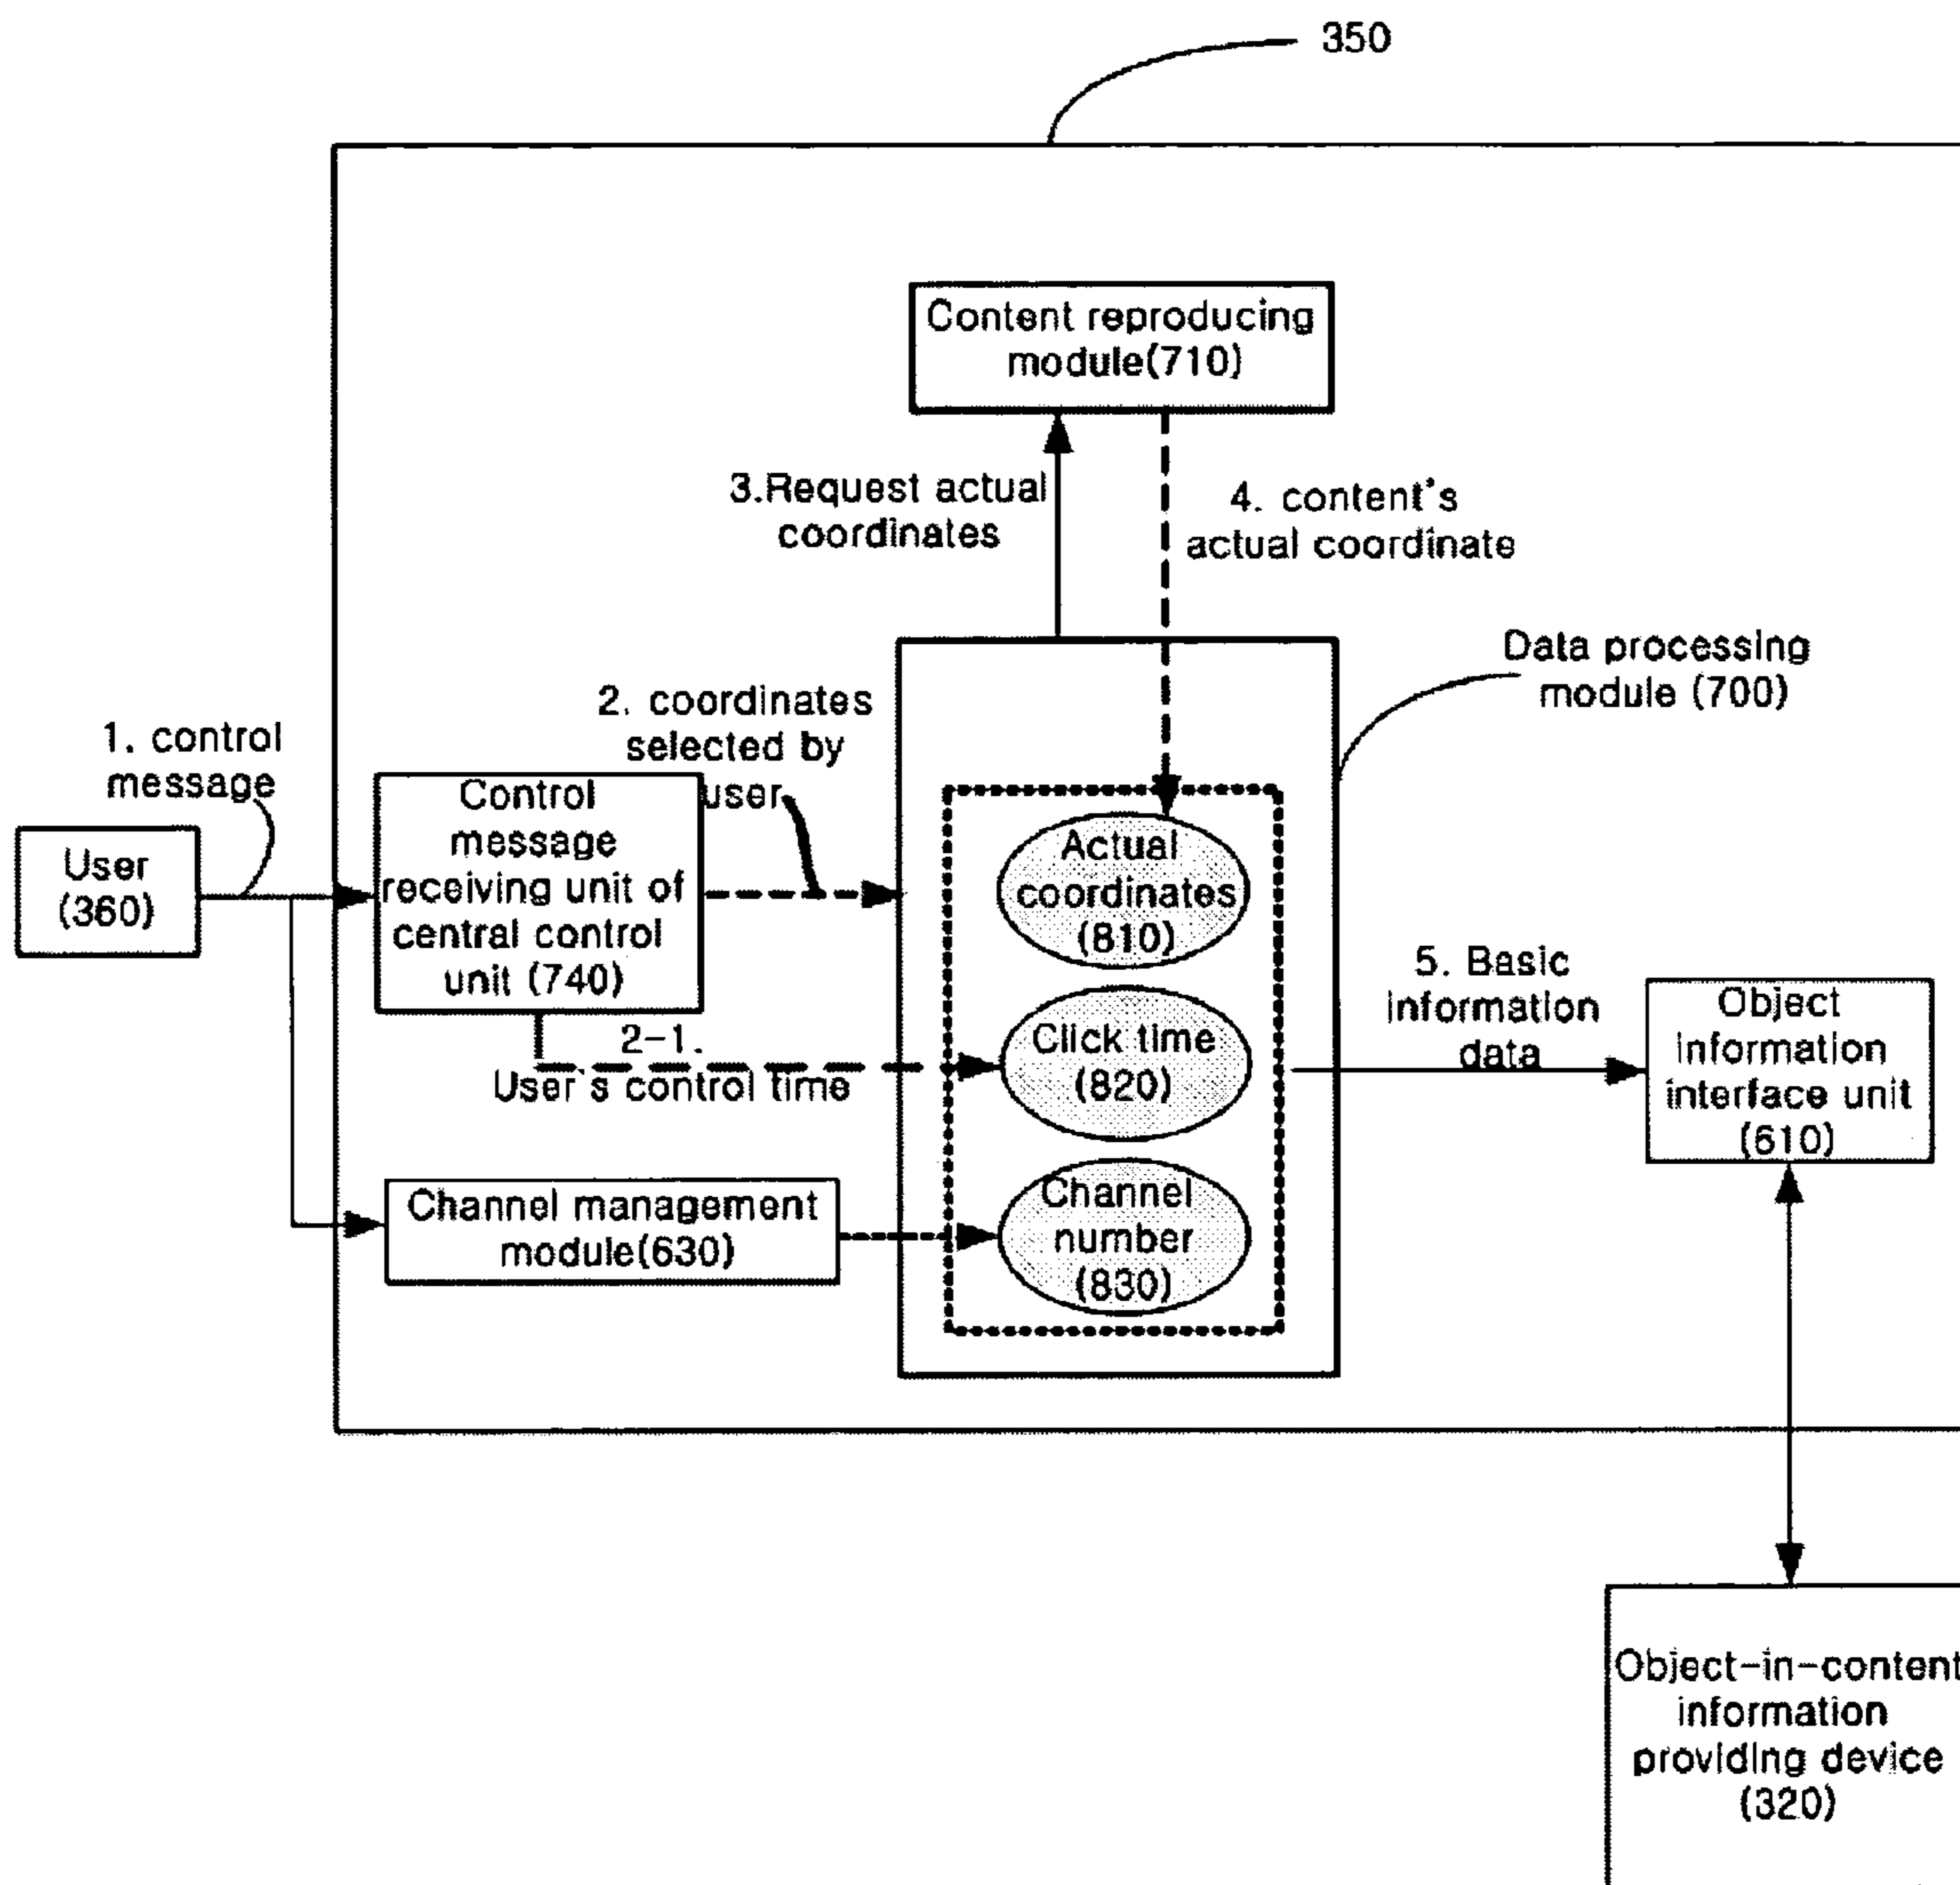 350
Content reproducing
module(710)
3.Request actual
coordinates
4. content's
actual coordinate
Data processing
module (700)
2. coordinates
selected by
user
1. control
message
User
(360)
Control
message
receiving unit of
central control
unit (740)
Actual
coordinates
(810)
2-1.
User's control time
Click time
(820)
5. Basic
information
data
Object
information
interface unit
(610)
Channel management
module(630)
Channel
number
(830)
Object-in-content
information
providing device
(320)